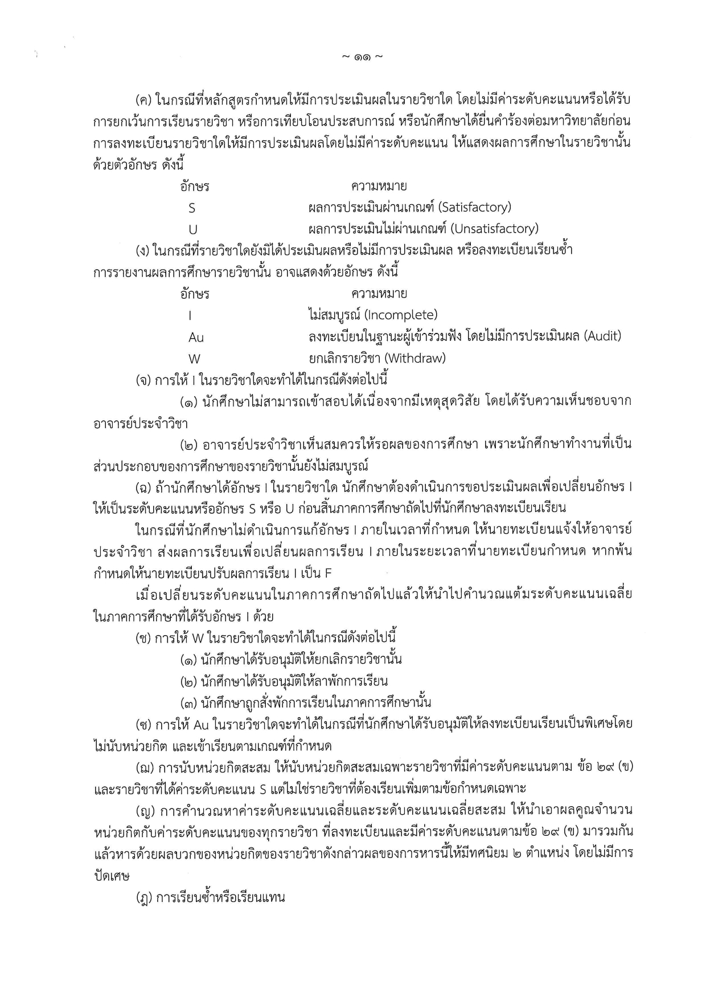 ~ ๑๑ ~
(ค) ในกรณีที่หลักสูตรกำหนดให้มีการประเมินผลในรายวิชาใด โดยไม่มีค่าระดับคะแนนหรือได้รับ
การยกเว้นการเรียนรายวิชา หรือการเทียบโอนประสบการณ์ หรือนักศึกษาได้ยื่นคำร้องต่อมหาวิทยาลัยก่อน
การลงทะเบียนรายวิชาใดให้มีการประเมินผลโดยไม่มีค่าระดับคะแนน ให้แสดงผลการศึกษาในรายวิชานั้น
ด้วยตัวอักษร ดังนี้
อักษร ความหมาย
S ผลการประเมินผ่านเกณฑ์ (Satisfactory)
U ผลการประเมินไม่ผ่านเกณฑ์ (Unsatisfactory)
(ง) ในกรณีที่รายวิชาใดยังมิได้ประเมินผลหรือไม่มีการประเมินผล หรือลงทะเบียนเรียนซ้ำ
การรายงานผลการศึกษารายวิชานั้น อาจแสดงด้วยอักษร ดังนี้
อักษร ความหมาย
I ไม่สมบูรณ์ (Incomplete)
Au ลงทะเบียนในฐานะผู้เข้าร่วมฟัง โดยไม่มีการประเมินผล (Audit)
W ยกเลิกรายวิชา (Withdraw)
(จ) การให้ I ในรายวิชาใดจะทำได้ในกรณีดังต่อไปนี้
(๑) นักศึกษาไม่สามารถเข้าสอบได้เนื่องจากมีเหตุสุดวิสัย โดยได้รับความเห็นชอบจาก
อาจารย์ประจำวิชา
(๒) อาจารย์ประจำวิชาเห็นสมควรให้รอผลของการศึกษา เพราะนักศึกษาทำงานที่เป็น
ส่วนประกอบของการศึกษาของรายวิชานั้นยังไม่สมบูรณ์
(ฉ) ถ้านักศึกษาได้อักษร I ในรายวิชาใด นักศึกษาต้องดำเนินการขอประเมินผลเพื่อเปลี่ยนอักษร I
ให้เป็นระดับคะแนนหรืออักษร S หรือ U ก่อนสิ้นภาคการศึกษาถัดไปที่นักศึกษาลงทะเบียนเรียน
ในกรณีที่นักศึกษาไม่ดำเนินการแก้อักษร I ภายในเวลาที่กำหนด ให้นายทะเบียนแจ้งให้อาจารย์
ประจำวิชา ส่งผลการเรียนเพื่อเปลี่ยนผลการเรียน I ภายในระยะเวลาที่นายทะเบียนกำหนด หากพ้น
กำหนดให้นายทะเบียนปรับผลการเรียน I เป็น F
เมื่อเปลี่ยนระดับคะแนนในภาคการศึกษาถัดไปแล้วให้นำไปคำนวณแต้มระดับคะแนนเฉลี่ย
ในภาคการศึกษาที่ได้รับอักษร I ด้วย
(ช) การให้ W ในรายวิชาใดจะทำได้ในกรณีดังต่อไปนี้
(๑) นักศึกษาได้รับอนุมัติให้ยกเลิกรายวิชานั้น
(๒) นักศึกษาได้รับอนุมัติให้ลาพักการเรียน
(๓) นักศึกษาถูกสั่งพักการเรียนในภาคการศึกษานั้น
(ซ) การให้ Au ในรายวิชาใดจะทำได้ในกรณีที่นักศึกษาได้รับอนุมัติให้ลงทะเบียนเรียนเป็นพิเศษโดย
ไม่นับหน่วยกิต และเข้าเรียนตามเกณฑ์ที่กำหนด
(ฌ) การนับหน่วยกิตสะสม ให้นับหน่วยกิตสะสมเฉพาะรายวิชาที่มีค่าระดับคะแนนตาม ข้อ ๒๙ (ข)
และรายวิชาที่ได้ค่าระดับคะแนน S แต่ไม่ใช่รายวิชาที่ต้องเรียนเพิ่มตามข้อกำหนดเฉพาะ
(ญ) การคำนวณหาค่าระดับคะแนนเฉลี่ยและระดับคะแนนเฉลี่ยสะสม ให้นำเอาผลคูณจำนวน
หน่วยกิตกับค่าระดับคะแนนของทุกรายวิชา ที่ลงทะเบียนและมีค่าระดับคะแนนตามข้อ ๒๙ (ข) มารวมกัน
แล้วหารด้วยผลบวกของหน่วยกิตของรายวิชาดังกล่าวผลของการหารนี้ให้มีทศนิยม ๒ ตำแหน่ง โดยไม่มีการ
ปัดเศษ
(ฎ) การเรียนซ้ำหรือเรียนแทน